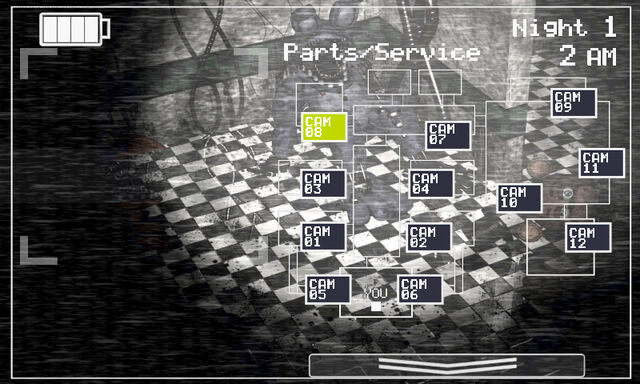 Night 1
2 AM
Parts/Service
CAM
09
CAM
08
CAM
07
CAM
11
CAM
03
CAM
04
CAM
10
CAM
01
CAM
02
CAM
12
CAM
05
YOU
CAM
06